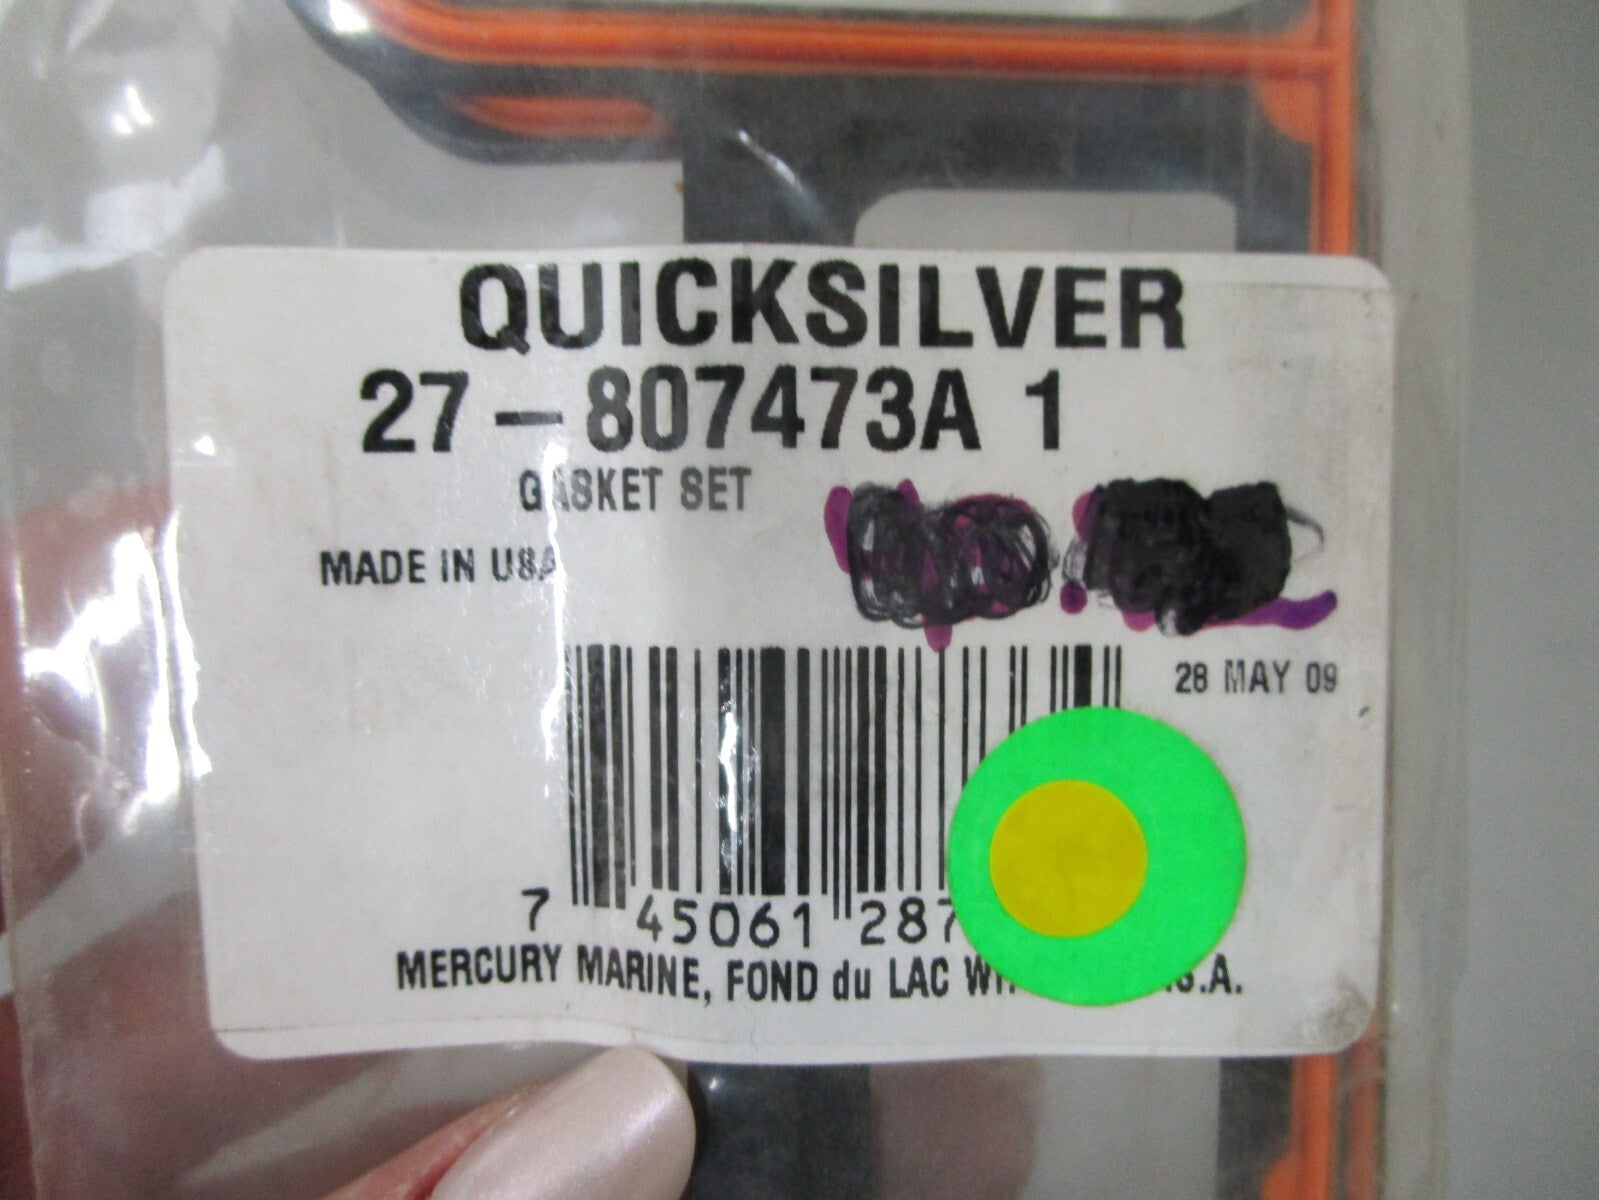 QUICKSILVER
27-807473A 1
GASKET SET
MADE IN USA
28 MAY 09
7 45061 287
MERCURY MARINE, FOND du LAC WI. .S.A.